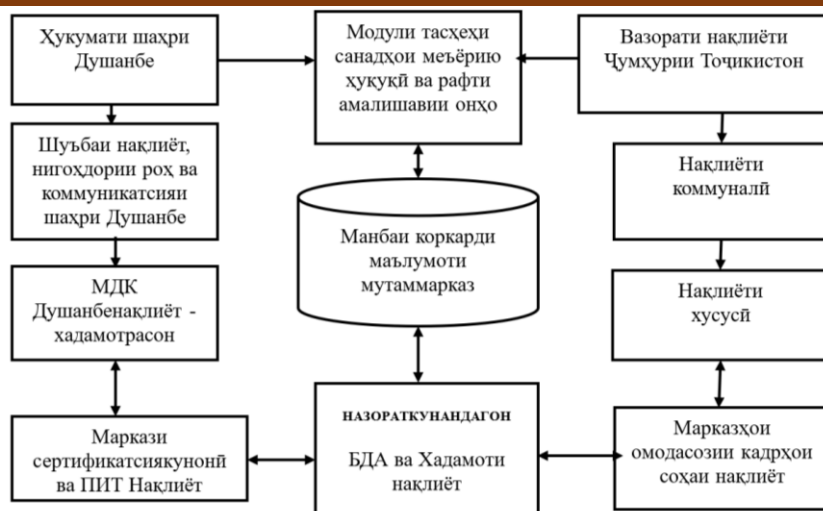 Ҳукумати шаҳри
Душанбе
Модули тасҳеҳи
санадҳои меъёрию
ҳуқуқӣ ва рафти
амалишавии онҳо
Вазорати нақлиёти
Ҷумҳурии Тоҷикистон
Шуъбаи нақлиёт,
нигоҳдории роҳ ва
коммуникатсияи
шаҳри Душанбе
Нақлиёти
коммуналӣ
Манбаи коркарди
маълумоти
мутаммарказ
МДК
Душанбенақлиёт -
хадамотрасон
Нақлиёти
хусусӣ
Маркази
сертификатсиякунонӣ
ва ПИТ Нақлиёт
НАЗОРАТКУНАНДАГОН
БДА ва Хадамоти
нақлиёт
Марказҳои
омодасозии кадрҳои
соҳаи нақлиёт